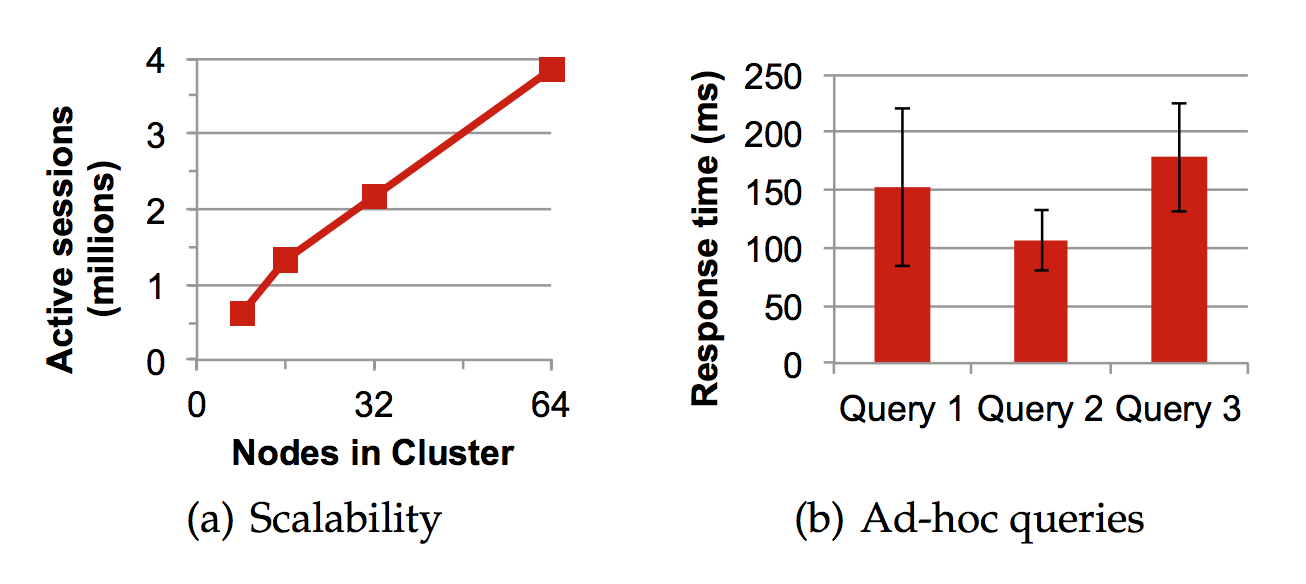 Active sessions
(millions)
4
3
2
1
0
0 32 64
Nodes in Cluster
(a) Scalability
Response time (ms)
250
200
150
100
50
0
Query 1 Query 2 Query 3
(b) Ad-hoc queries